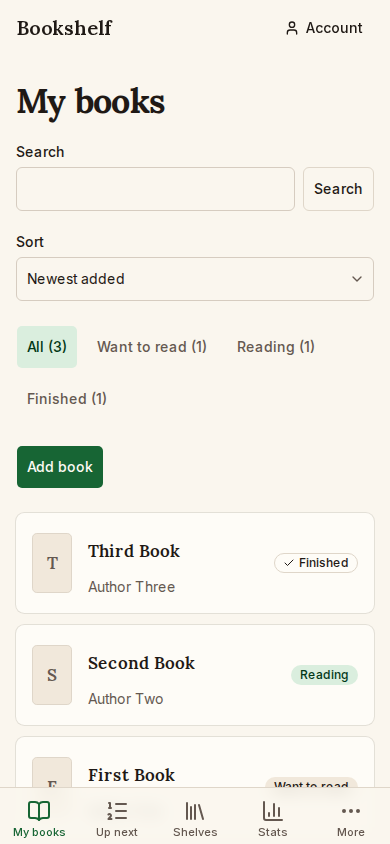 Bookshelf
Account
My books
Search
Search
Sort
Newest added
All (3)
Want to read (1)
Reading (1)
Finished (1)
Add book
T
Third Book
Author Three
Finished
S
Second Book
Author Two
Reading
First Book
Want to read
My books
Up next
Shelves
Stats
More